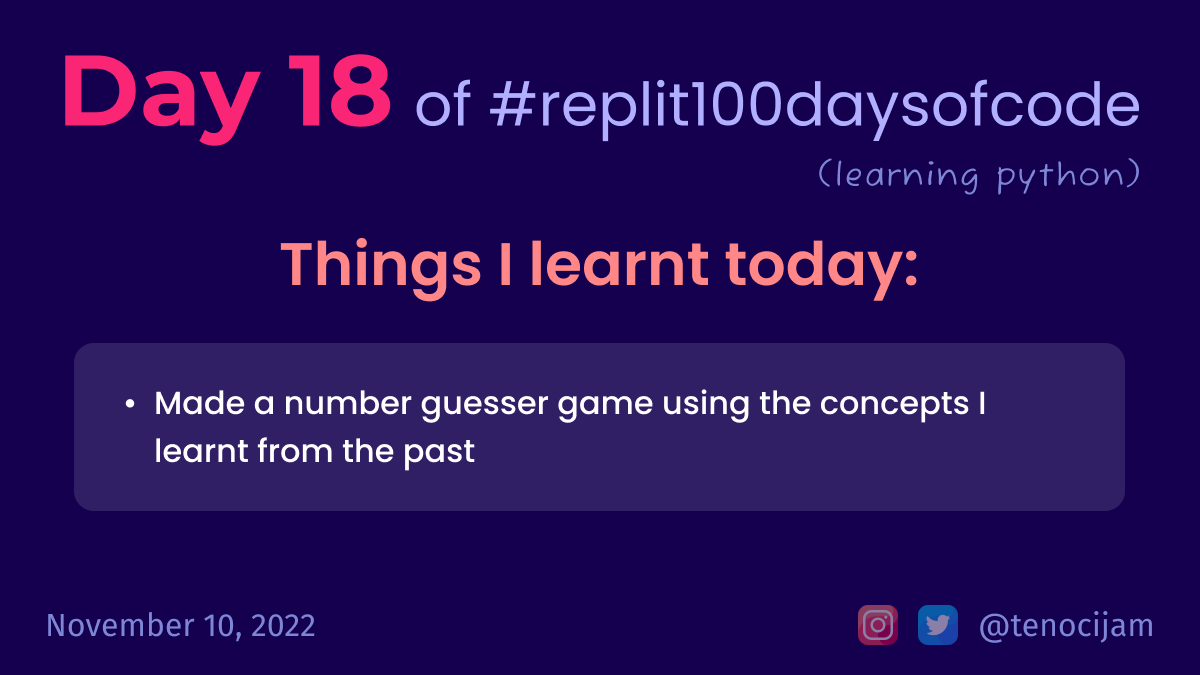 Day 18 of #replit100daysofcode
(learning python)
Things I learnt today:
• Made a number guesser game using the concepts I
learnt from the past
November 10, 2022
@tenocijam